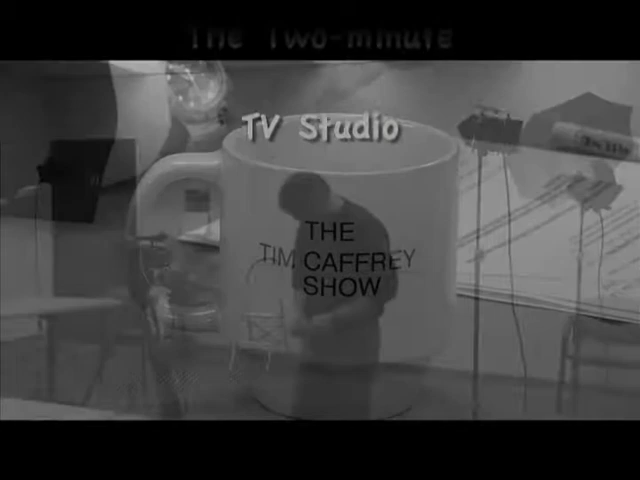 The Two-minute
TV Studio
THE
TIM CAFFREY
SHOW